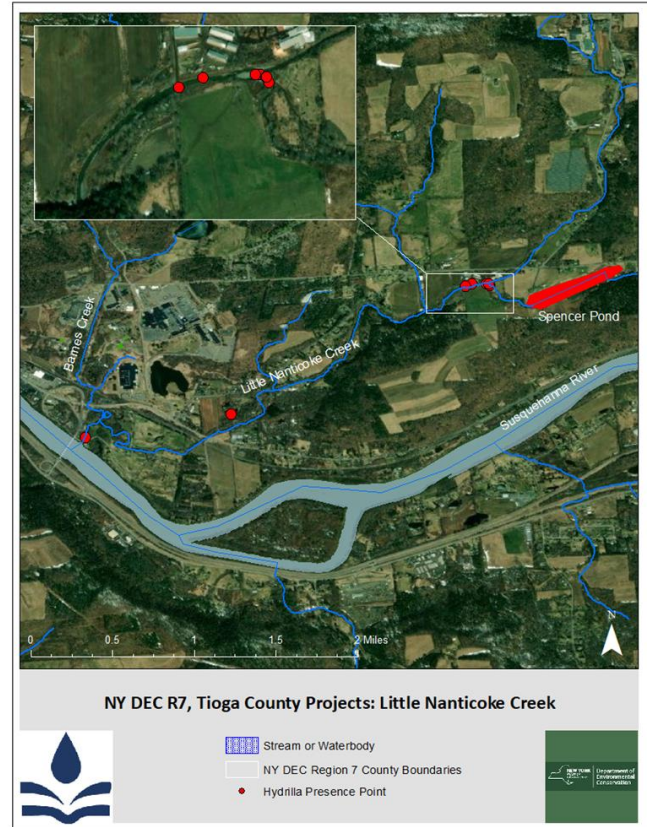 Barnes Creek
Little Nanticoke Creek
Spencer Pond
Susquehanna River
N
0 0.5 1 1.5 2 Miles
NY DEC R7, Tioga County Projects: Little Nanticoke Creek
Stream or Waterbody
NY DEC Region 7 County Boundaries
Hydrilla Presence Point
NEW YORK
Department of
Environmental
Conservation